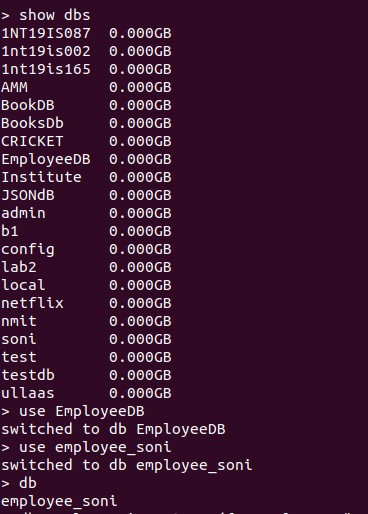 > show dbs
1NT19IS087  0.000GB
1nt19is002  0.000GB
1nt19is165  0.000GB
AMM         0.000GB
BookDB      0.000GB
BooksDb     0.000GB
CRICKET     0.000GB
EmployeeDB  0.000GB
Institute   0.000GB
JSONdB      0.000GB
admin       0.000GB
b1          0.000GB
config      0.000GB
lab2        0.000GB
local       0.000GB
netflix     0.000GB
nmit        0.000GB
soni        0.000GB
test        0.000GB
testdb      0.000GB
ullaas      0.000GB
> use EmployeeDB
switched to db EmployeeDB
> use employee_soni
switched to db employee_soni
> db
employee_soni